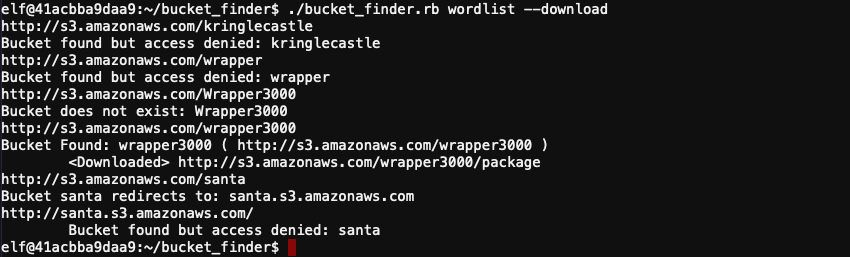 elf@41acbba9daa9:~/bucket_finder$ ./bucket_finder.rb wordlist --download
http://s3.amazonaws.com/kringlecastle
Bucket found but access denied: kringlecastle
http://s3.amazonaws.com/wrapper
Bucket found but access denied: wrapper
http://s3.amazonaws.com/Wrapper3000
Bucket does not exist: Wrapper3000
http://s3.amazonaws.com/wrapper3000
Bucket Found: wrapper3000 ( http://s3.amazonaws.com/wrapper3000 )
        <Downloaded> http://s3.amazonaws.com/wrapper3000/package
http://s3.amazonaws.com/santa
Bucket santa redirects to: santa.s3.amazonaws.com
http://santa.s3.amazonaws.com/
        Bucket found but access denied: santa
elf@41acbba9daa9:~/bucket_finder$